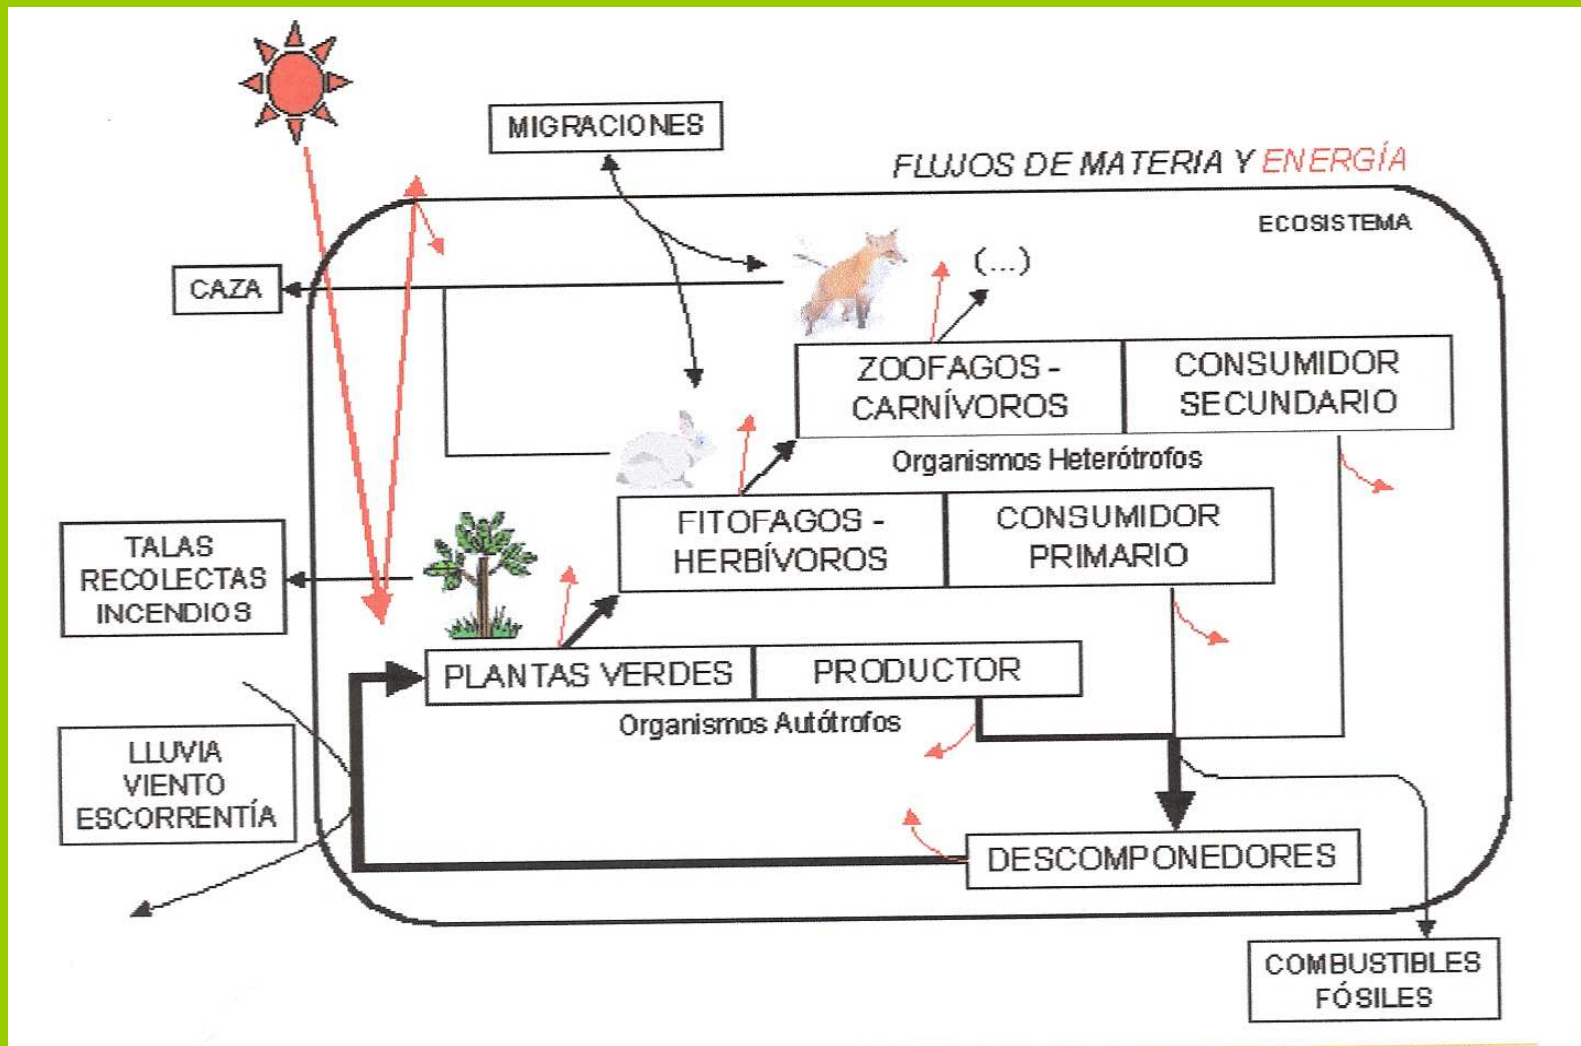 MIGRACIONES
FLUJOS DE MATERIA Y ENERGÍA
ECOSISTEMA
CAZA
(...)
ZOOFAGOS -
CARNÍVOROS
CONSUMIDOR
SECUNDARIO
Organismos Heterótrofos
FITOFAGOS -
HERBÍVOROS
CONSUMIDOR
PRIMARIO
TALAS
RECOLECTAS
INCENDIOS
PLANTAS VERDES
PRODUCTOR
Organismos Autótrofos
LLUVIA
VIENTO
ESCORRENTÍA
DESCOMPONEDORES
COMBUSTIBLES
FÓSILES